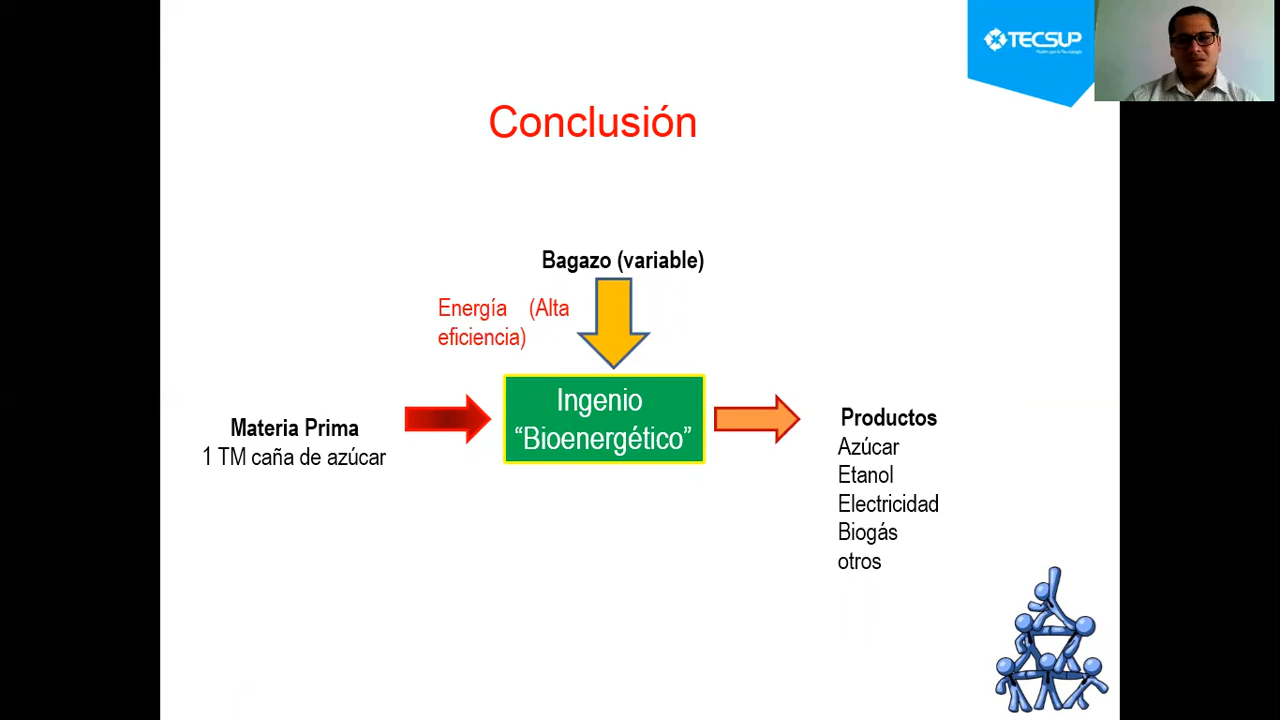 TECSUP
Conclusión
Bagazo (variable)
Energía (Alta
eficiencia)
Ingenio
“Bioenergético”
Materia Prima
1 TM caña de azúcar
Productos
Azúcar
Etanol
Electricidad
Biogás
otros